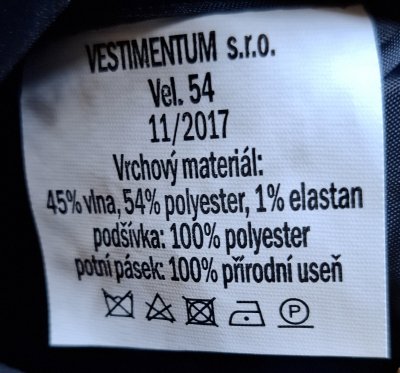 VESTIMENTUM s.r.o.
Vel. 54
11/2017
Vrchový materiál:
45% vlna, 54% polyester, 1% elastan
podšívka: 100% polyester
potní pásek: 100% přírodní useň
P